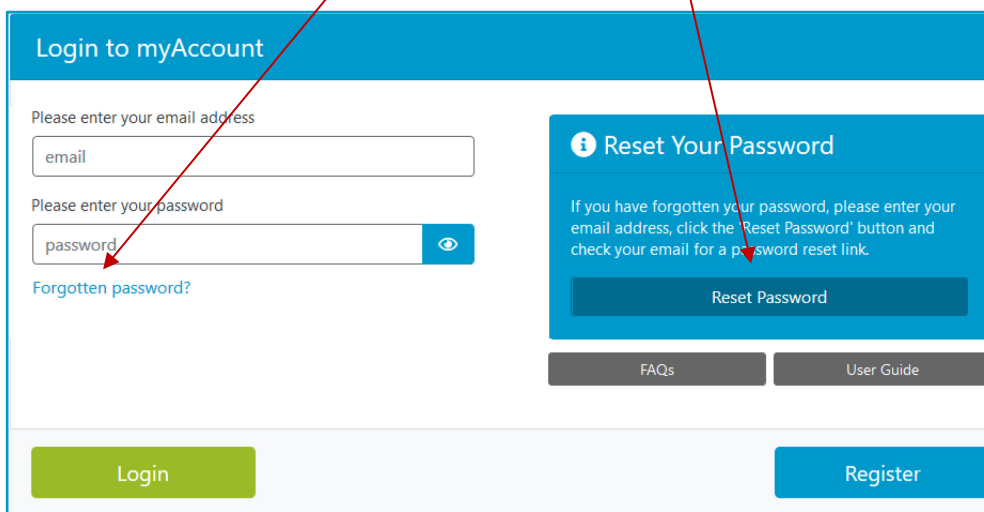 Login to myAccount
Please enter your email address
email
Please enter your password
password
Forgotten password?
Reset Your Password
If you have forgotten your password, please enter your
email address, click the 'Reset Password' button and
check your email for a password reset link.
Reset Password
FAQs
User Guide
Login
Register